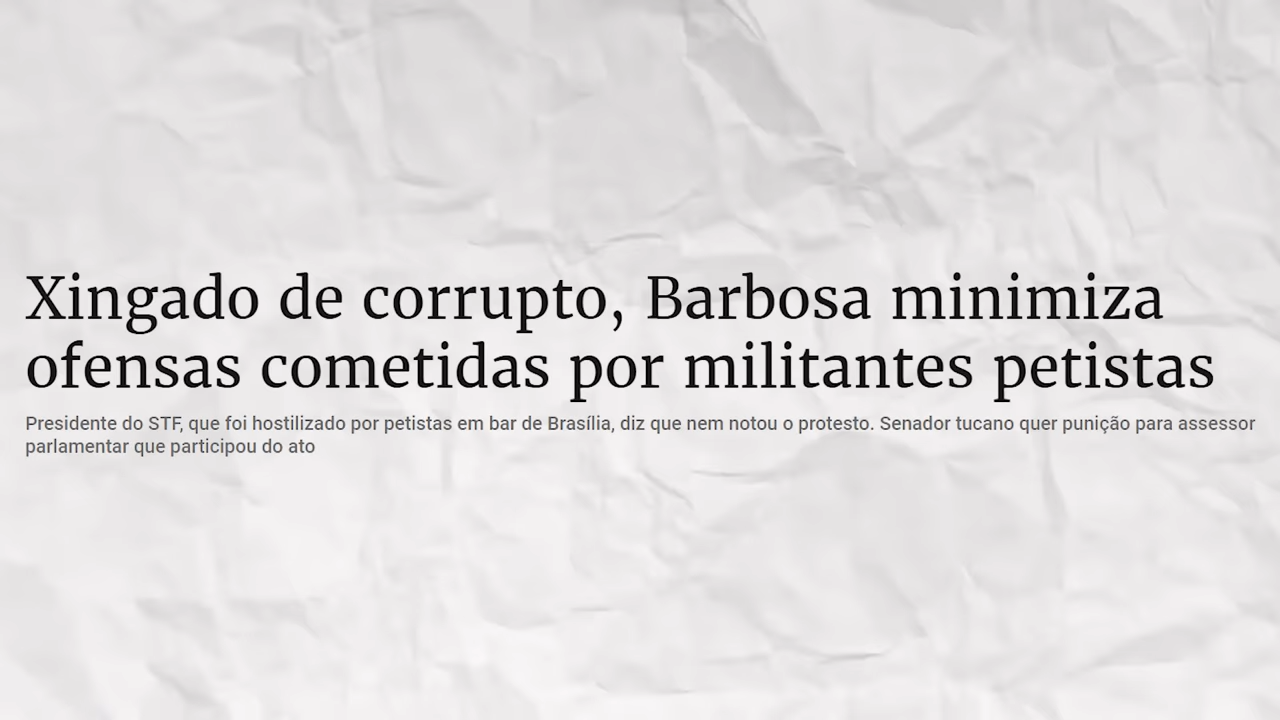 Xingado de corrupto, Barbosa minimiza
ofensas cometidas por militantes petistas
Presidente do STF, que foi hostilizado por petistas em bar de Brasília, diz que nem notou o protesto. Senador tucano quer punição para assessor
parlamentar que participou do ato